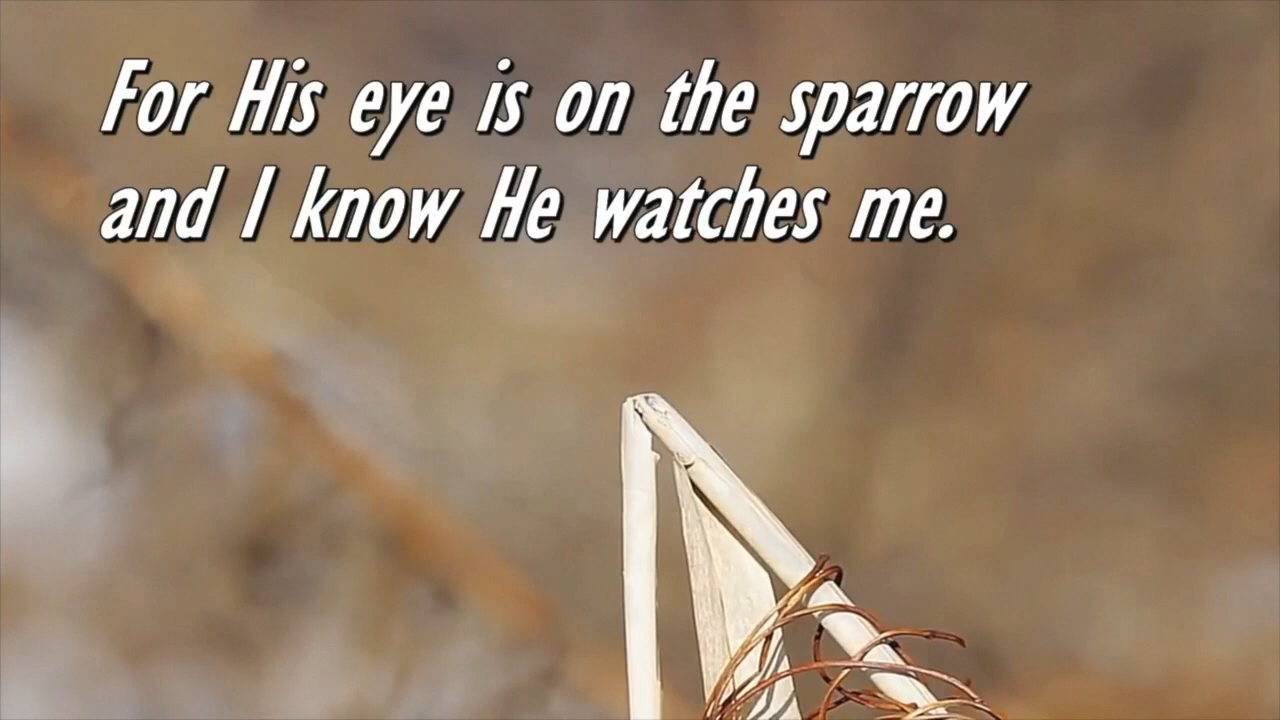 For His eye is on the sparrow
and I know He watches me.